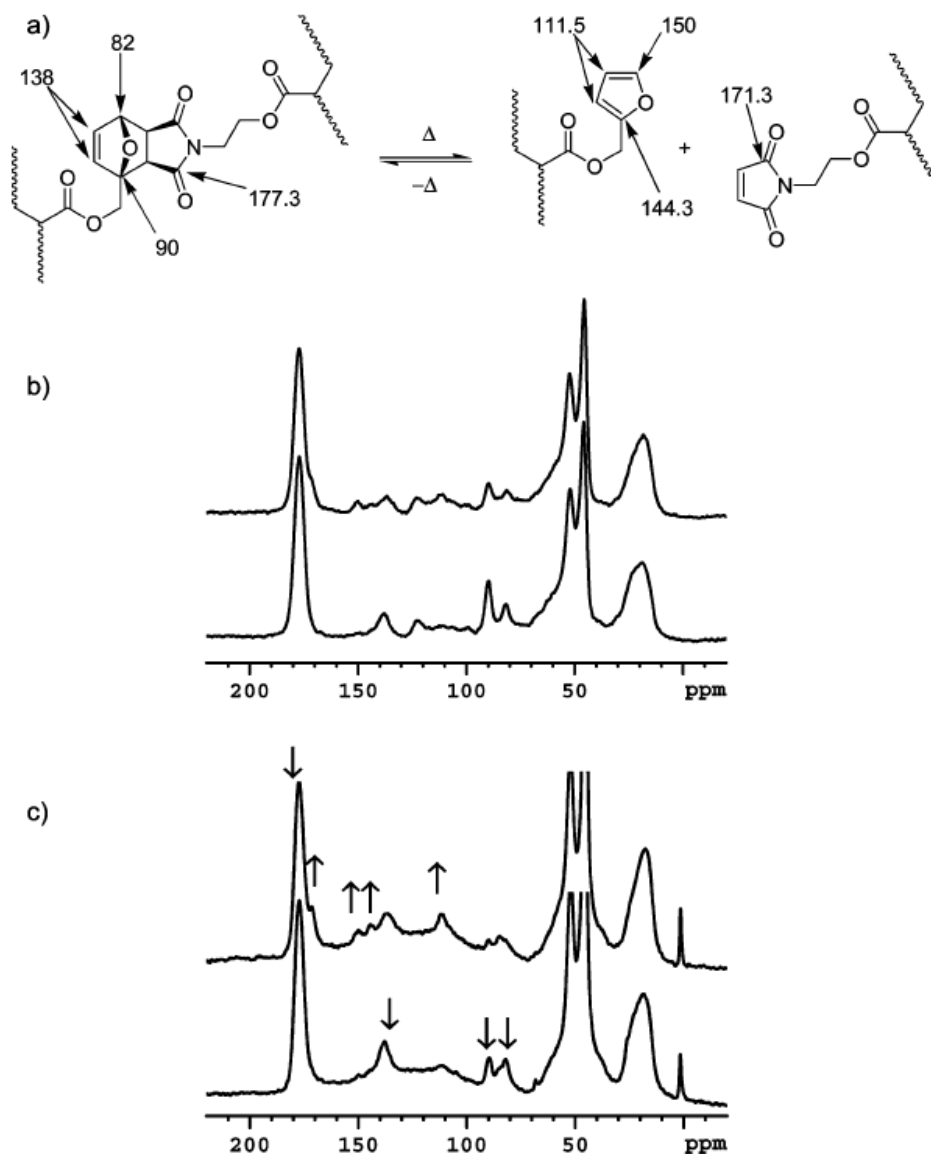 a)
82
138
O
O
O
O
N
O
O
O
O
177.3
90
Δ
−Δ
111.5
150
O
O
O
144.3
+
171.3
O
N
O
O
O
b)
200 150 100 50 ppm
c)
↓
↑ ↑ ↑ ↑
↓ ↓ ↓
200 150 100 50 ppm